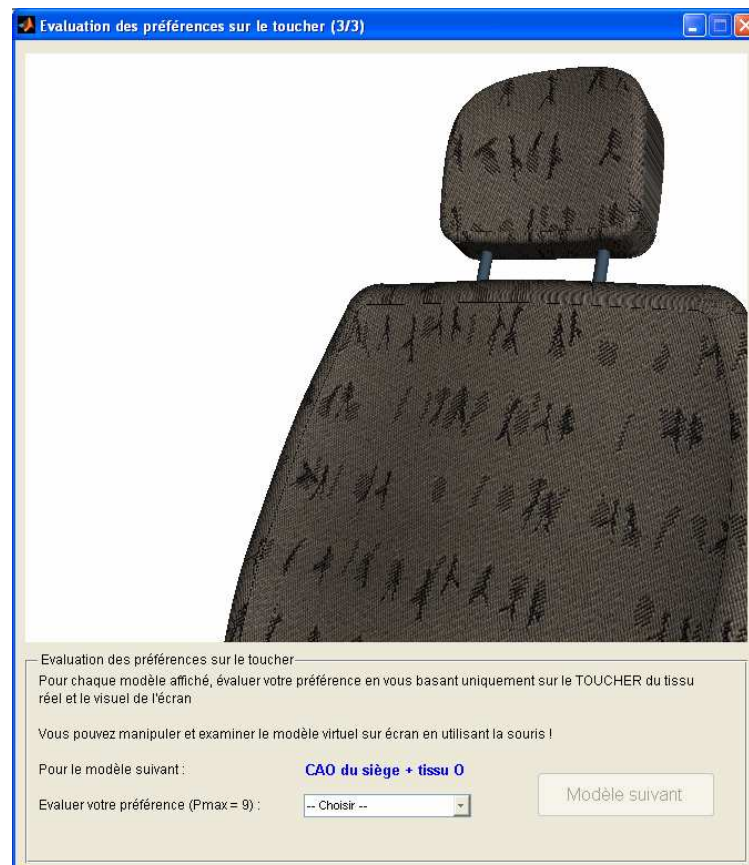 Evaluation des préférences sur le toucher (3/3)
Evaluation des préférences sur le toucher
Pour chaque modèle affiché, évaluer votre préférence en vous basant uniquement sur le TOUCHER du tissu
réel et le visuel de l'écran
Vous pouvez manipuler et examiner le modèle virtuel sur écran en utilisant la souris !
Pour le modèle suivant :
CAO du siège + tissu O
Evaluer votre préférence (Pmax = 9) :
-- Choisir --
Modèle suivant